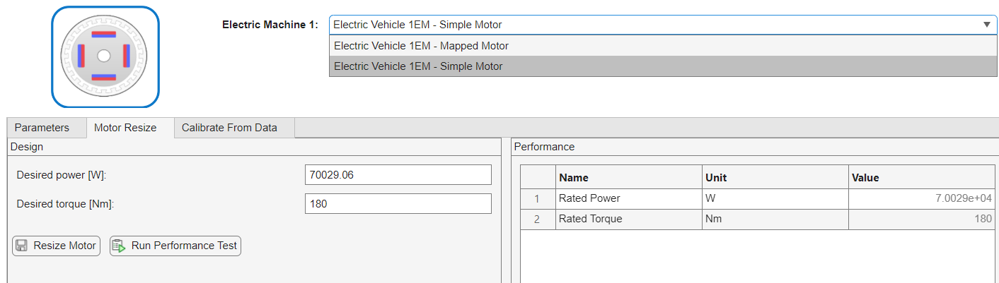 Electric Machine 1: Electric Vehicle 1EM - Simple Motor
Electric Vehicle 1EM - Mapped Motor
Electric Vehicle 1EM - Simple Motor
Parameters Motor Resize Calibrate From Data
Design
Desired power [W]: 70029.06
Desired torque [Nm]: 180
Resize Motor Run Performance Test
Performance
Name Unit Value
1 Rated Power W 7.0029e+04
2 Rated Torque Nm 180